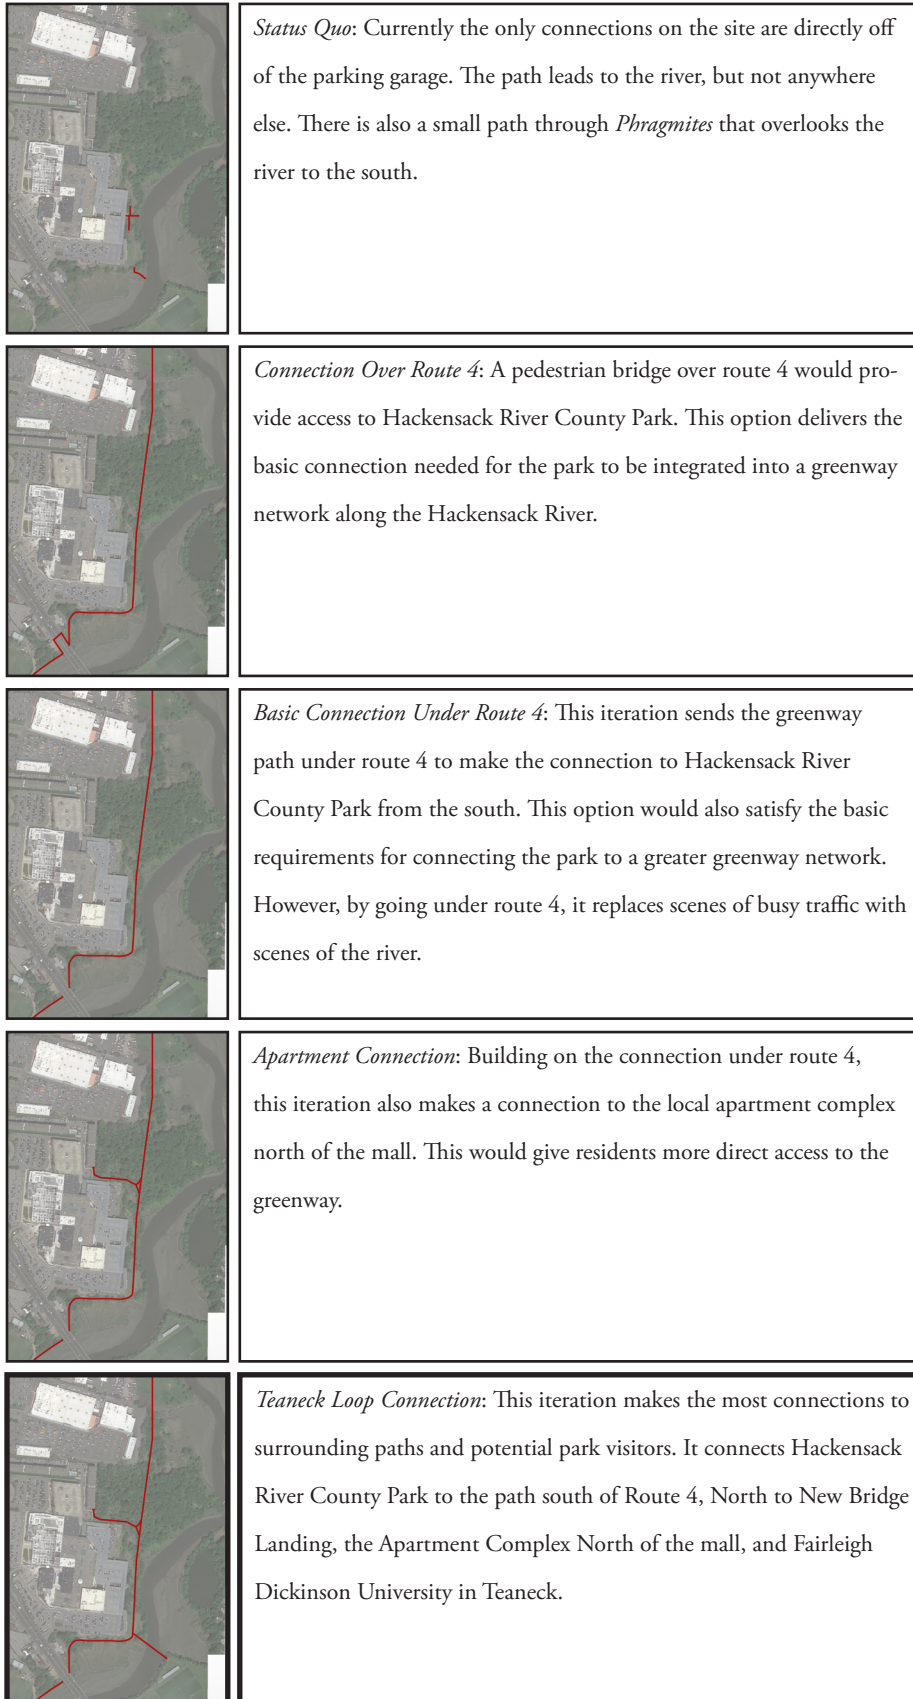 Status Quo: Currently the only connections on the site are directly off
of the parking garage. The path leads to the river, but not anywhere
else. There is also a small path through Phragmites that overlooks the
river to the south.
Connection Over Route 4: A pedestrian bridge over route 4 would pro-
vide access to Hackensack River County Park. This option delivers the
basic connection needed for the park to be integrated into a greenway
network along the Hackensack River.
Basic Connection Under Route 4: This iteration sends the greenway
path under route 4 to make the connection to Hackensack River
County Park from the south. This option would also satisfy the basic
requirements for connecting the park to a greater greenway network.
However, by going under route 4, it replaces scenes of busy traffic with
scenes of the river.
Apartment Connection: Building on the connection under route 4,
this iteration also makes a connection to the local apartment complex
north of the mall. This would give residents more direct access to the
greenway.
Teaneck Loop Connection: This iteration makes the most connections to
surrounding paths and potential park visitors. It connects Hackensack
River County Park to the path south of Route 4, North to New Bridge
Landing, the Apartment Complex North of the mall, and Fairleigh
Dickinson University in Teaneck.